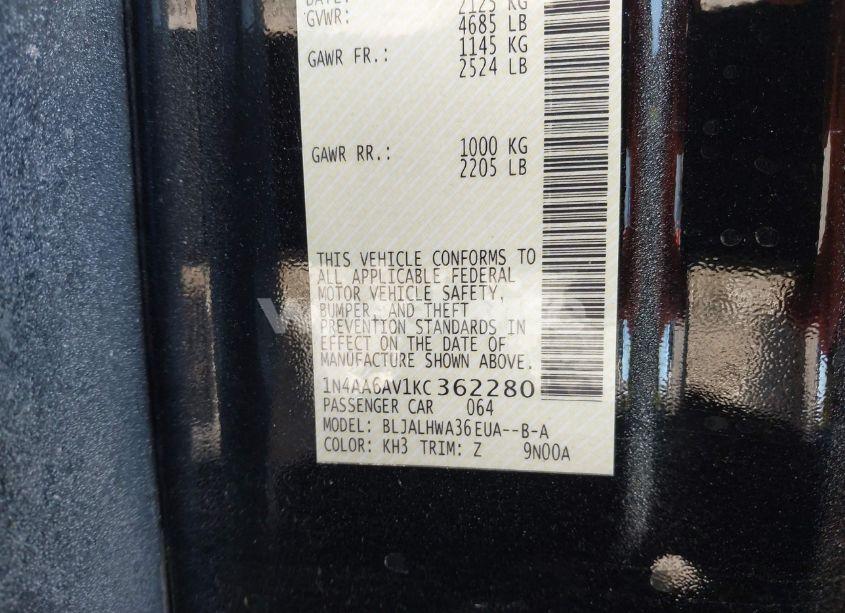 2125 KG
GVWR: 4685 LB
GAWR FR.: 1145 KG
2524 LB
GAWR RR.: 1000 KG
2205 LB
THIS VEHICLE CONFORMS TO
ALL APPLICABLE FEDERAL
MOTOR VEHICLE SAFETY,
BUMPER, AND THEFT
PREVENTION STANDARDS IN
EFFECT ON THE DATE OF
MANUFACTURE SHOWN ABOVE.
1N4AA6AV1KC362280
PASSENGER CAR 064
MODEL: BLJALHWA36EUA--B-A
COLOR: KH3 TRIM: Z 9N00A